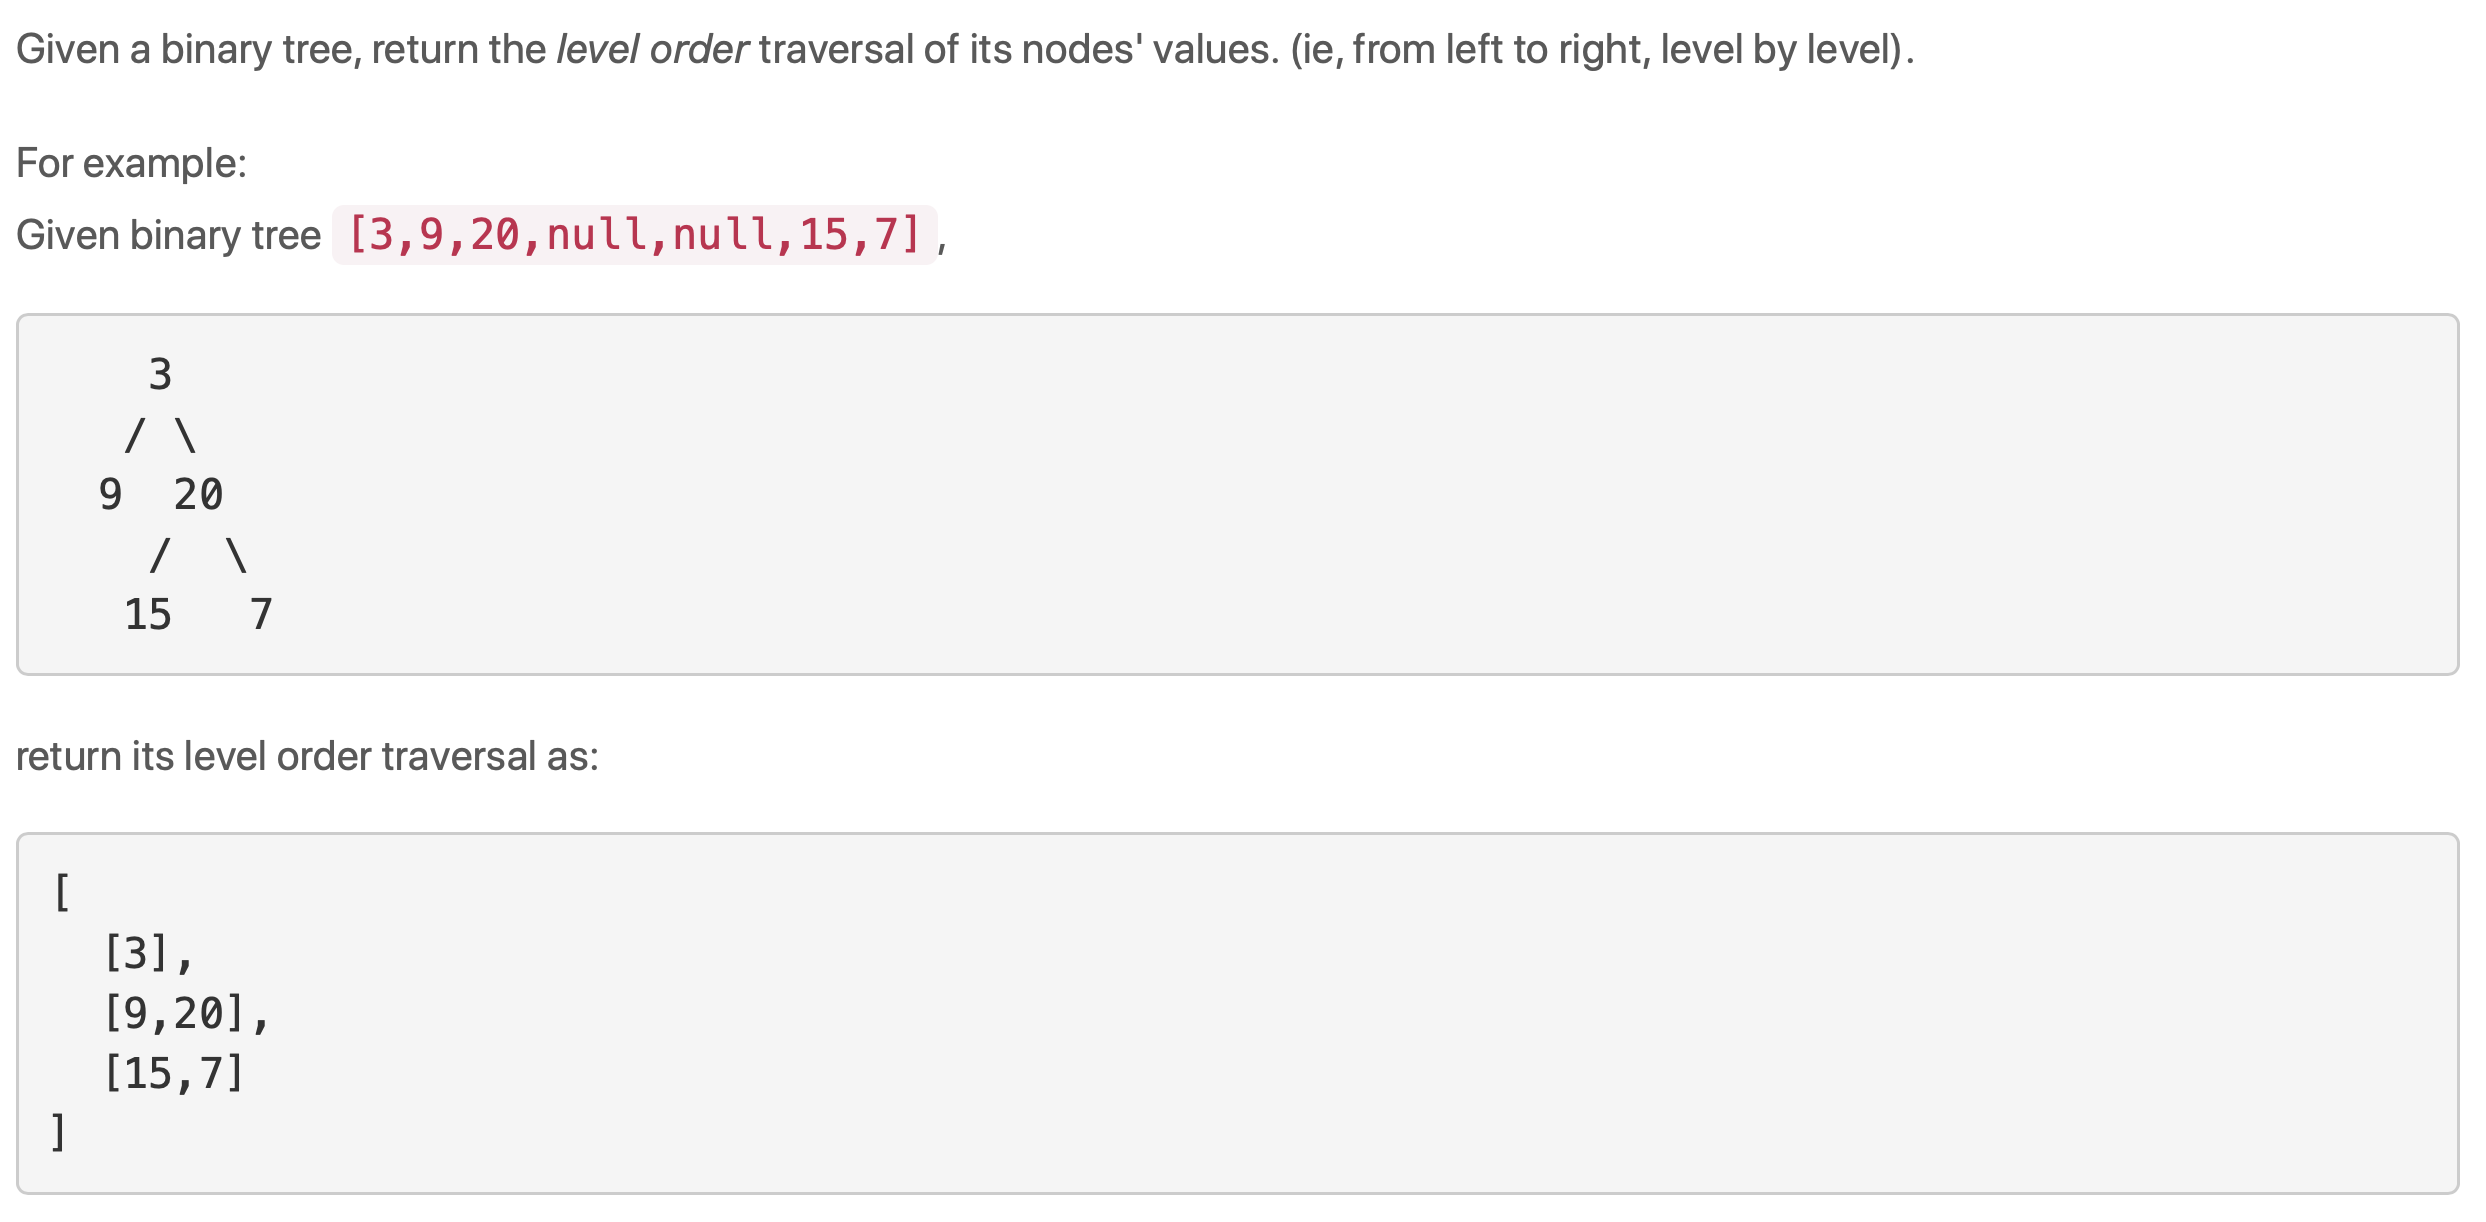 Given a binary tree, return the level order traversal of its nodes' values. (ie, from left to right, level by level).
For example:
Given binary tree [3,9,20,null,null,15,7],
    3
   / \
  9  20
    /  \
   15   7
return its level order traversal as:
[
  [3],
  [9,20],
  [15,7]
]